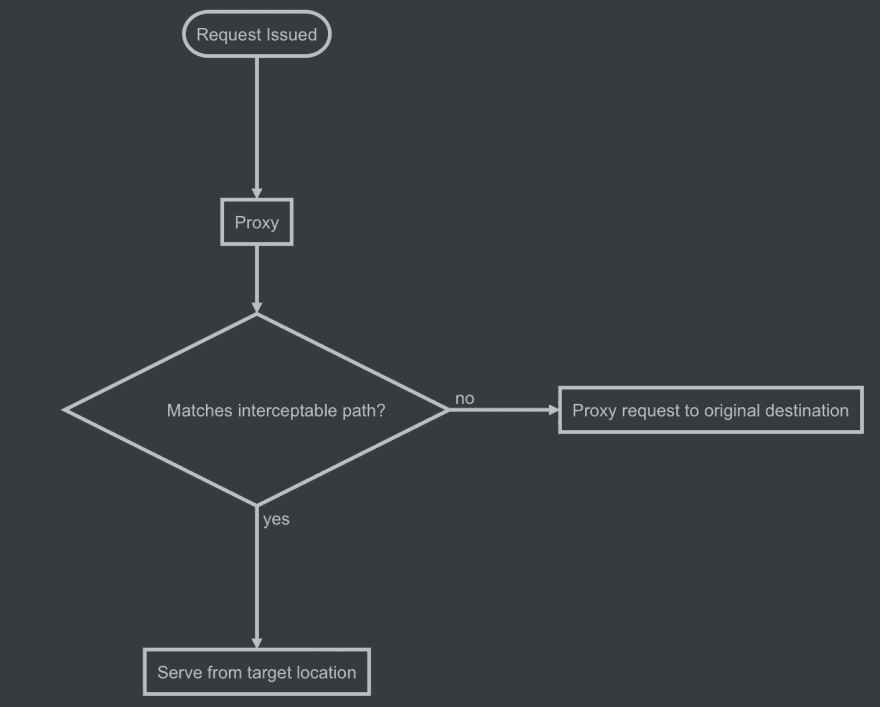 Request Issued
Proxy
Matches interceptable path?
no
Proxy request to original destination
yes
Serve from target location